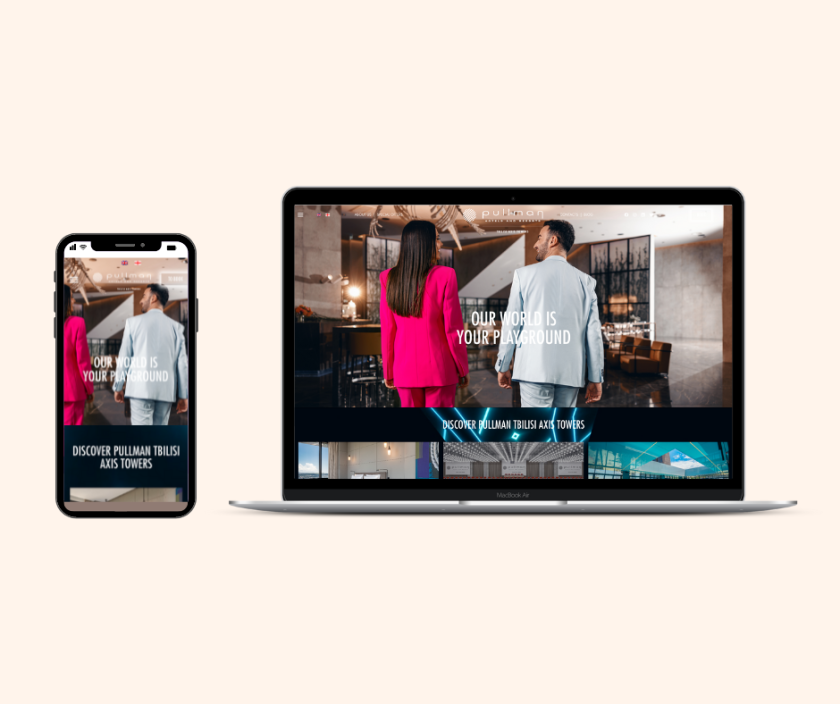 pullman
OUR WORLD IS
YOUR PLAYGROUND
DISCOVER PULLMAN TBILISI
AXIS TOWERS
pullman
OUR WORLD IS
YOUR PLAYGROUND
DISCOVER PULLMAN TBILISI AXIS TOWERS
MacBook Air